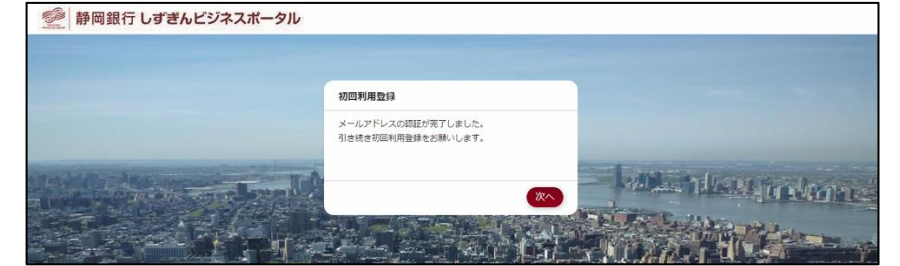 静岡銀行 しずぎんビジネスポータル
初回利用登録
メールアドレスの認証が完了しました。
引き続き初回利用登録をお願いします。
次へ